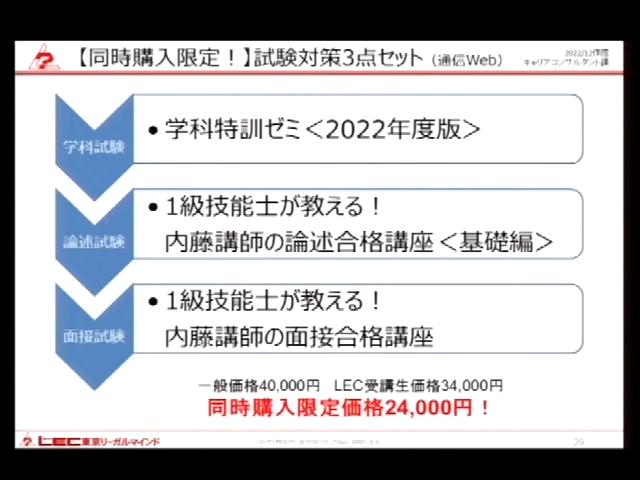 【同時購入限定！】試験対策3点セット（通信Web）
2022/12作成
キャリアコンサルタント課
学科試験
• 学科特訓ゼミ＜2022年度版＞
論述試験
• 1級技能士が教える！
内藤講師の論述合格講座＜基礎編＞
面接試験
• 1級技能士が教える！
内藤講師の面接合格講座
一般価格40,000円　LEC受講生価格34,000円
同時購入限定価格24,000円！
LEC東京リーガルマインド
29